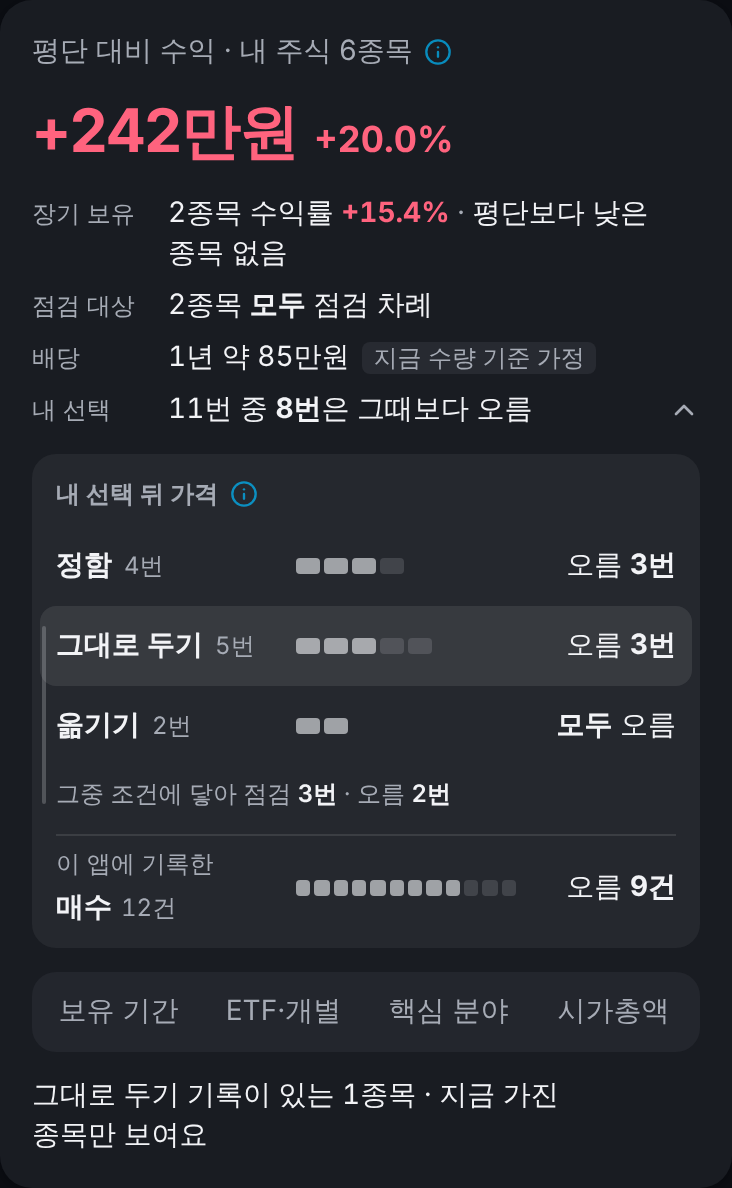 평단 대비 수익 · 내 주식 6종목
+242만원 +20.0%
장기 보유 2종목 수익률 +15.4% · 평단보다 낮은
종목 없음
점검 대상 2종목 모두 점검 차례
배당 1년 약 85만원 지금 수량 기준 가정
내 선택 11번 중 8번은 그때보다 오름
내 선택 뒤 가격
정함 4번 오름 3번
그대로 두기 5번 오름 3번
옮기기 2번 모두 오름
그중 조건에 닿아 점검 3번 · 오름 2번
이 앱에 기록한
매수 12건 오름 9건
보유 기간 ETF·개별 핵심 분야 시가총액
그대로 두기 기록이 있는 1종목 · 지금 가진
종목만 보여요